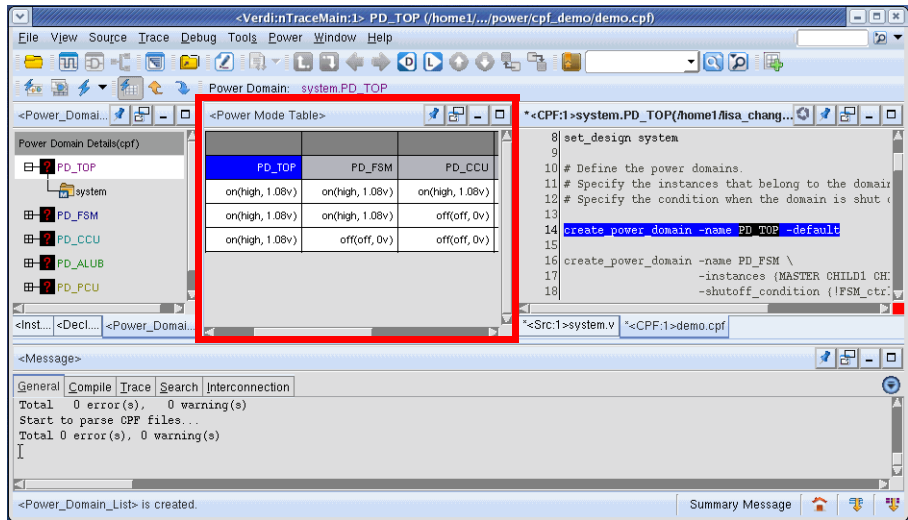 <Verdi:nTraceMain:1> PD_TOP (/home1/.../power/cpf_demo/demo.cpf)
File View Source Trace Debug Tools Power Window Help
Power Domain: system.PD_TOP
<Power_Domai...
<Power Mode Table>
*<CPF:1>system.PD_TOP(/home1/lisa_chang...
Power Domain Details(cpf)
PD_TOP
system
PD_FSM
PD_CCU
PD_ALUB
PD_PCU
<Inst... <Decl... <Power_Domai...
PD_TOP PD_FSM PD_CCU
on(high, 1.08v) on(high, 1.08v) on(high, 1.08v)
on(high, 1.08v) on(high, 1.08v) off(off, 0v)
on(high, 1.08v) off(off, 0v) off(off, 0v)
8 set_design system
9
10 # Define the power domains.
11 # Specify the instances that belong to the domain
12 # Specify the condition when the domain is shut
13
14 create_power_domain -name PD_TOP -default
15
16 create_power_domain -name PD_FSM \
17 -instances {MASTER CHILD1 CH
18 -shutoff_condition {!FSM_ctr
*<Src:1>system.v *<CPF:1>demo.cpf
<Message>
General Compile Trace Search Interconnection
Total 0 error(s), 0 warning(s)
Start to parse CPF files...
Total 0 error(s), 0 warning(s)
<Power_Domain_List> is created.
Summary Message